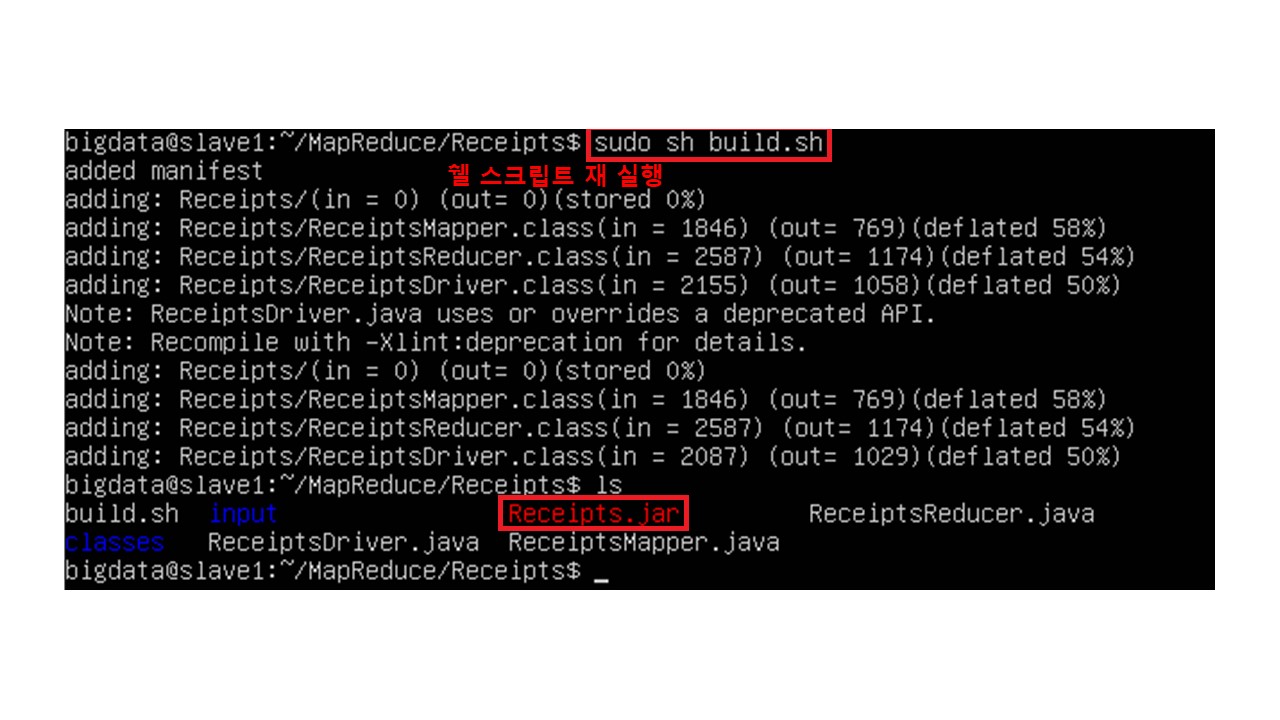 bigdata@slave1:~/MapReduce/Receipts$ sudo sh build.sh
added manifest
쉘 스크립트 재 실행
adding: Receipts/(in = 0) (out= 0)(stored 0%)
adding: Receipts/ReceiptsMapper.class(in = 1846) (out= 769)(deflated 58%)
adding: Receipts/ReceiptsReducer.class(in = 2587) (out= 1174)(deflated 54%)
adding: Receipts/ReceiptsDriver.class(in = 2155) (out= 1058)(deflated 50%)
Note: ReceiptsDriver.java uses or overrides a deprecated API.
Note: Recompile with -Xlint:deprecation for details.
adding: Receipts/(in = 0) (out= 0)(stored 0%)
adding: Receipts/ReceiptsMapper.class(in = 1846) (out= 769)(deflated 58%)
adding: Receipts/ReceiptsReducer.class(in = 2587) (out= 1174)(deflated 54%)
adding: Receipts/ReceiptsDriver.class(in = 2087) (out= 1029)(deflated 50%)
bigdata@slave1:~/MapReduce/Receipts$ ls
build.sh input Receipts.jar ReceiptsReducer.java
classes ReceiptsDriver.java ReceiptsMapper.java
bigdata@slave1:~/MapReduce/Receipts$ _